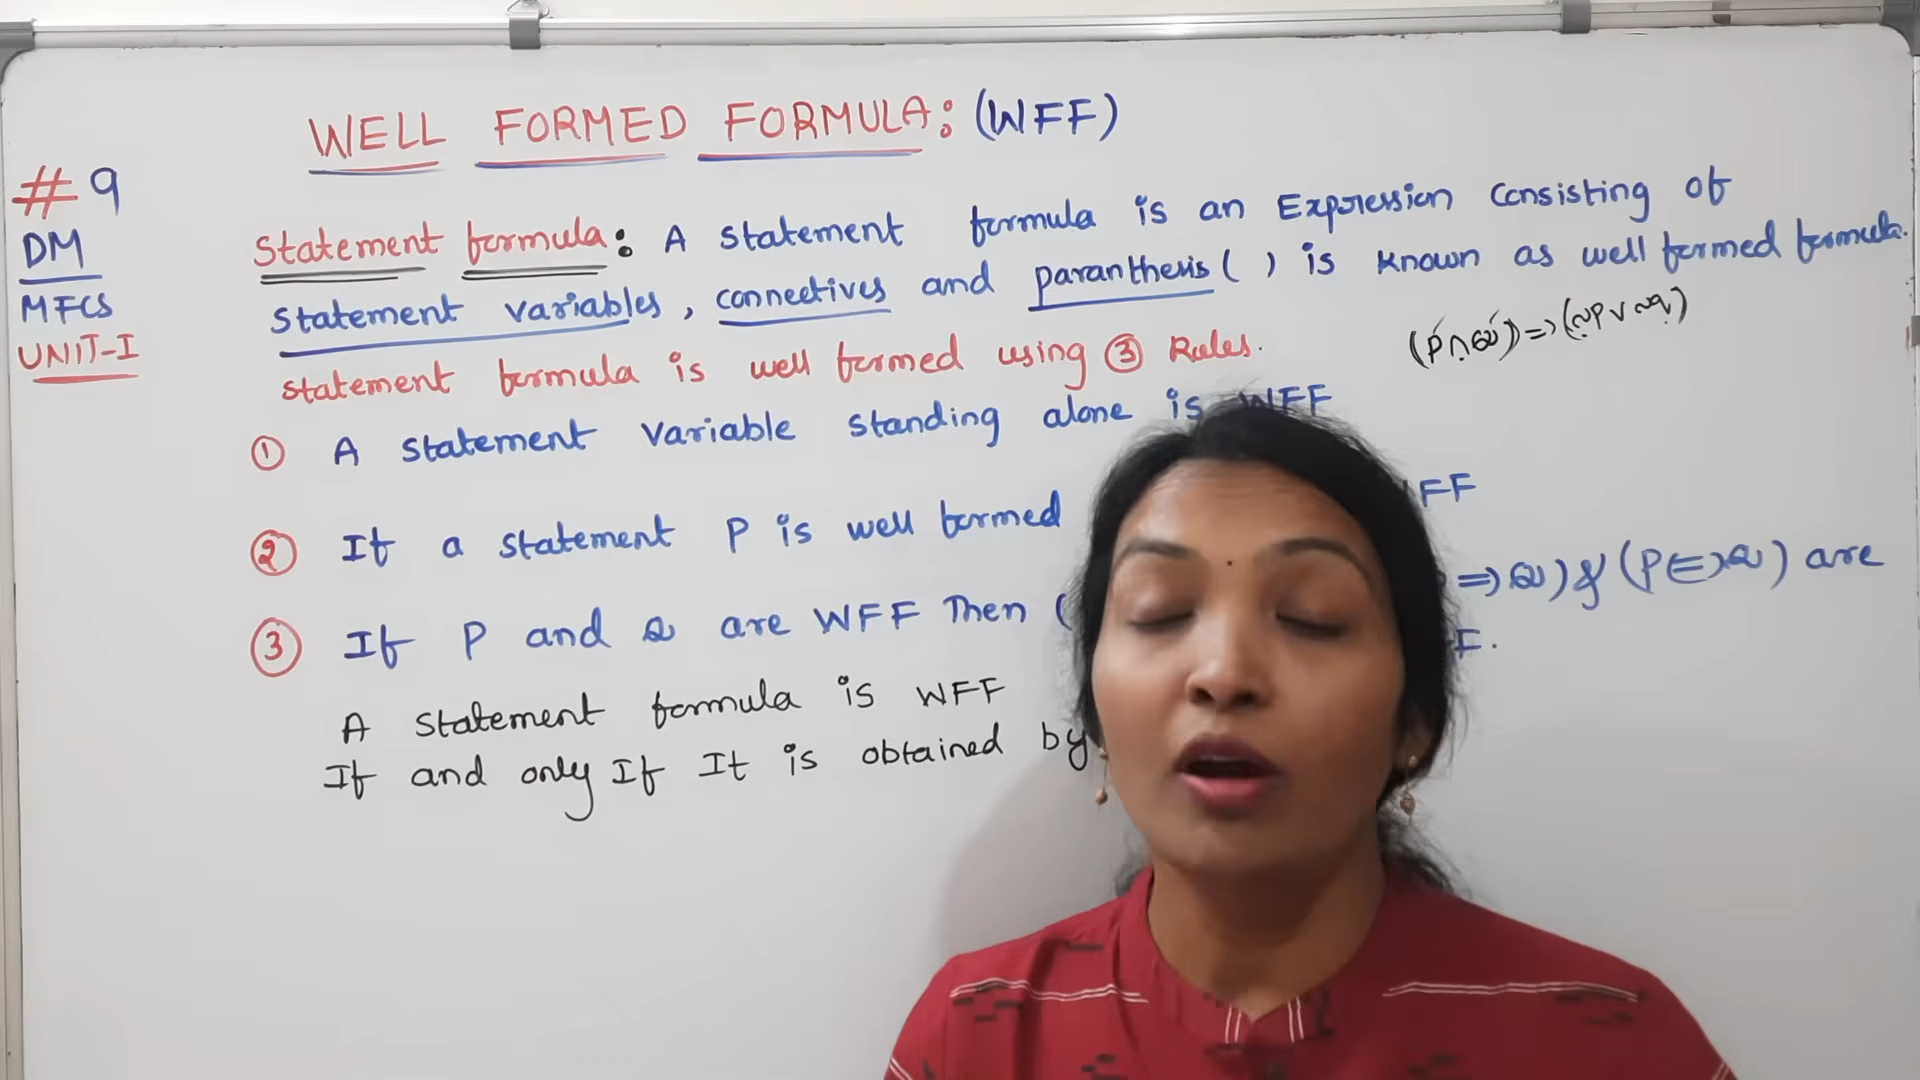 WELL FORMED FORMULA: (WFF)
# 9
DM
MFCS
UNIT-I
Statement formula: A statement formula is an Expression Consisting of
statement variables, connectives and paranthesis ( ) is known as well formed formula.
(P∧Q) => (~P∨~q)
statement formula is well formed using ③ Rules.
① A statement variable standing alone is WFF
② If a statement P is well formed WFF
③ If P and Q are WFF Then ( => Q) & (P<=>Q) are
F.
A statement formula is WFF
If and only If It is obtained by